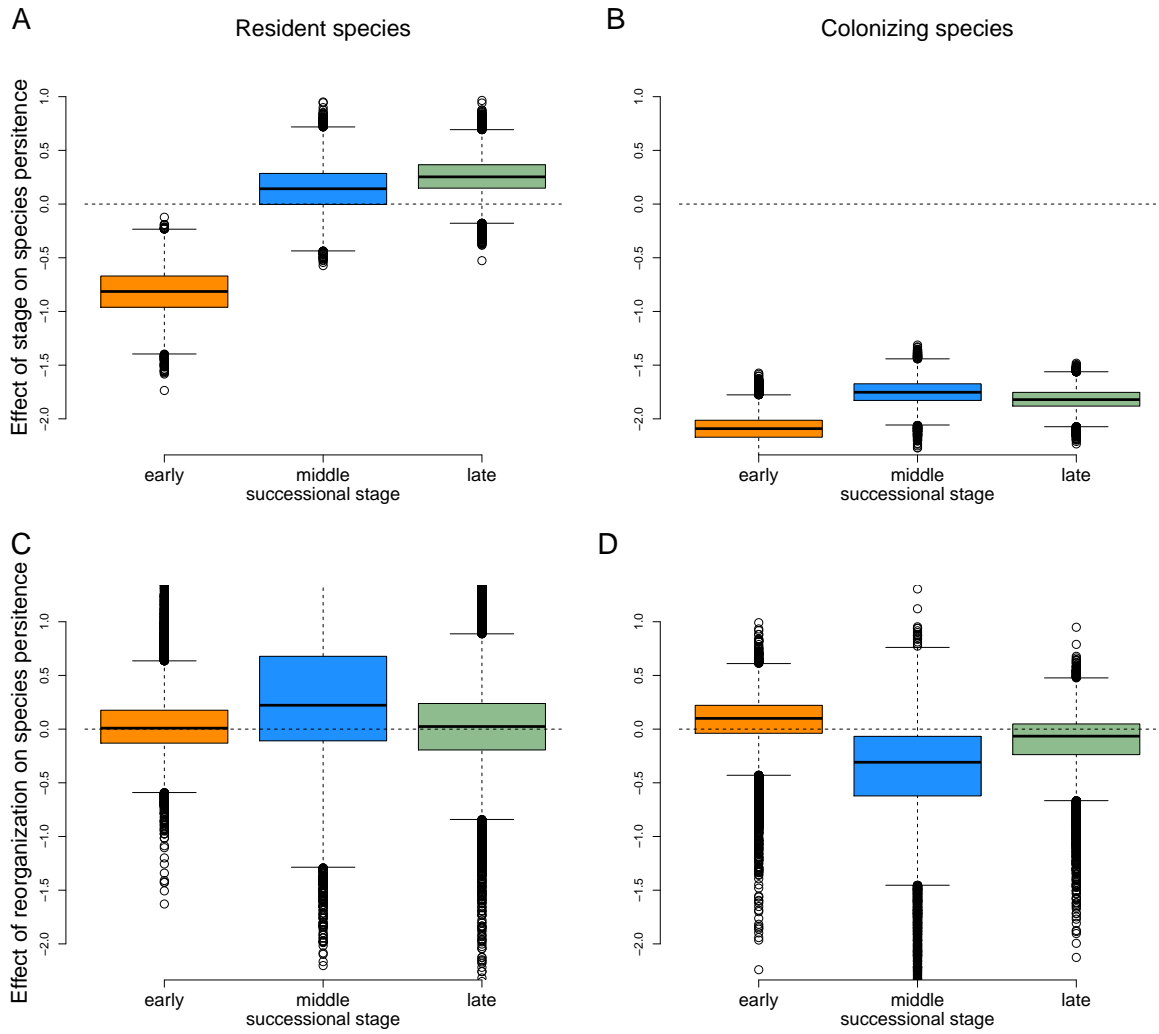 A
Resident species
B
Colonizing species
Effect of stage on species persitence
1.0
0.5
0.0
−0.5
−1.0
−1.5
−2.0
early
middle
late
successional stage
1.0
0.5
0.0
−0.5
−1.0
−1.5
−2.0
early
middle
late
successional stage
C
Effect of reorganization on species persitence
1.0
0.5
0.0
−0.5
−1.0
−1.5
−2.0
early
middle
late
successional stage
D
1.0
0.5
0.0
−0.5
−1.0
−1.5
−2.0
early
middle
late
successional stage